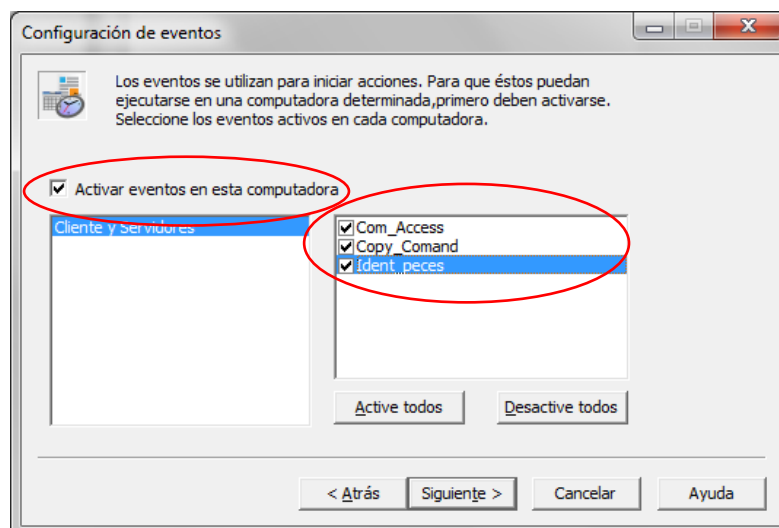 Configuración de eventos
Los eventos se utilizan para iniciar acciones. Para que éstos puedan
ejecutarse en una computadora determinada,primero deben activarse.
Seleccione los eventos activos en cada computadora.
Activar eventos en esta computadora
Cliente y Servidores
Com_Access
Copy_Comand
Ident_peces
Active todos
Desactive todos
< Atrás
Siguiente >
Cancelar
Ayuda